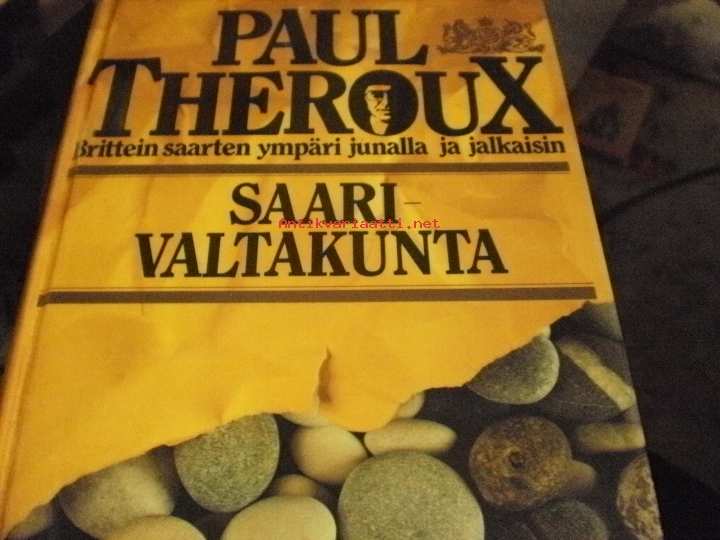 PAUL
THEROUX
Brittein saarten ympäri junalla ja jalkaisin
SAARI-
Antikvariaatti.net
VALTAKUNTA